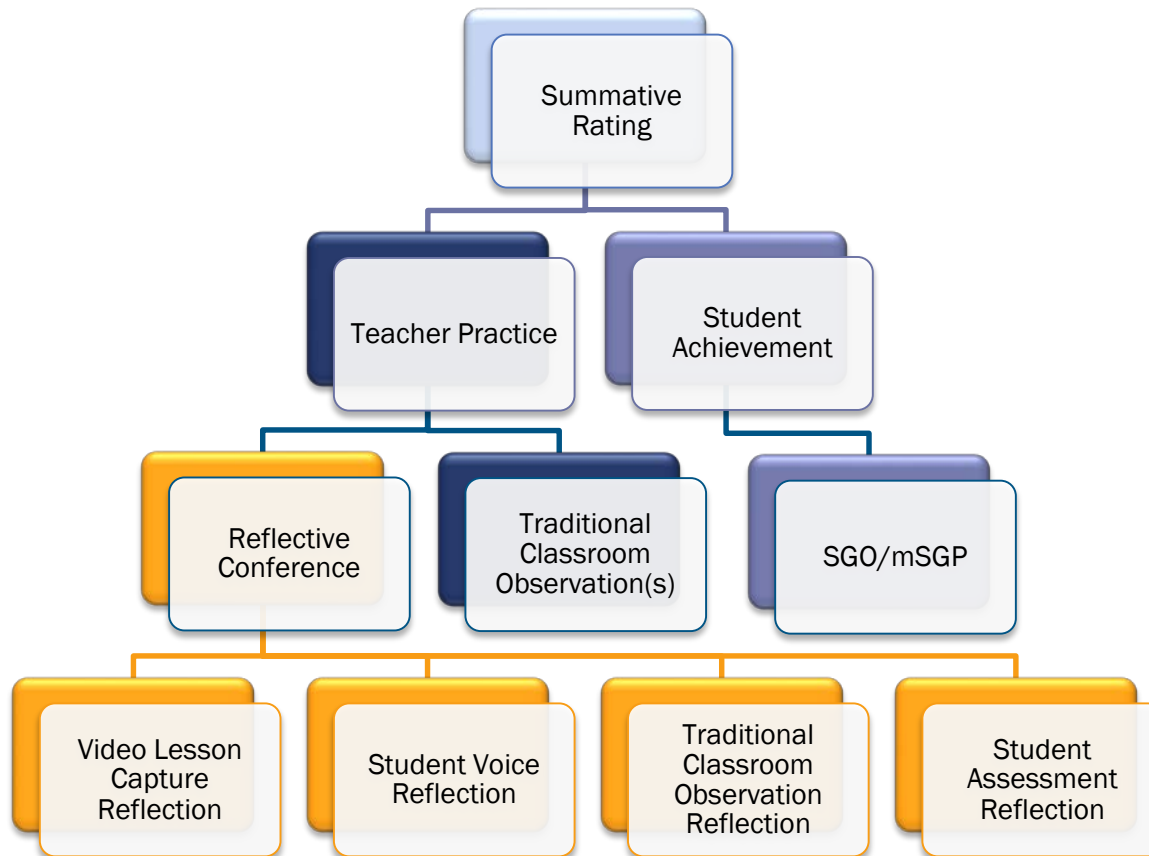 Summative
Rating
Teacher Practice
Student
Achievement
Reflective
Conference
Traditional
Classroom
Observation(s)
SGO/mSGP
Video Lesson
Capture
Reflection
Student Voice
Reflection
Traditional
Classroom
Observation
Reflection
Student
Assessment
Reflection